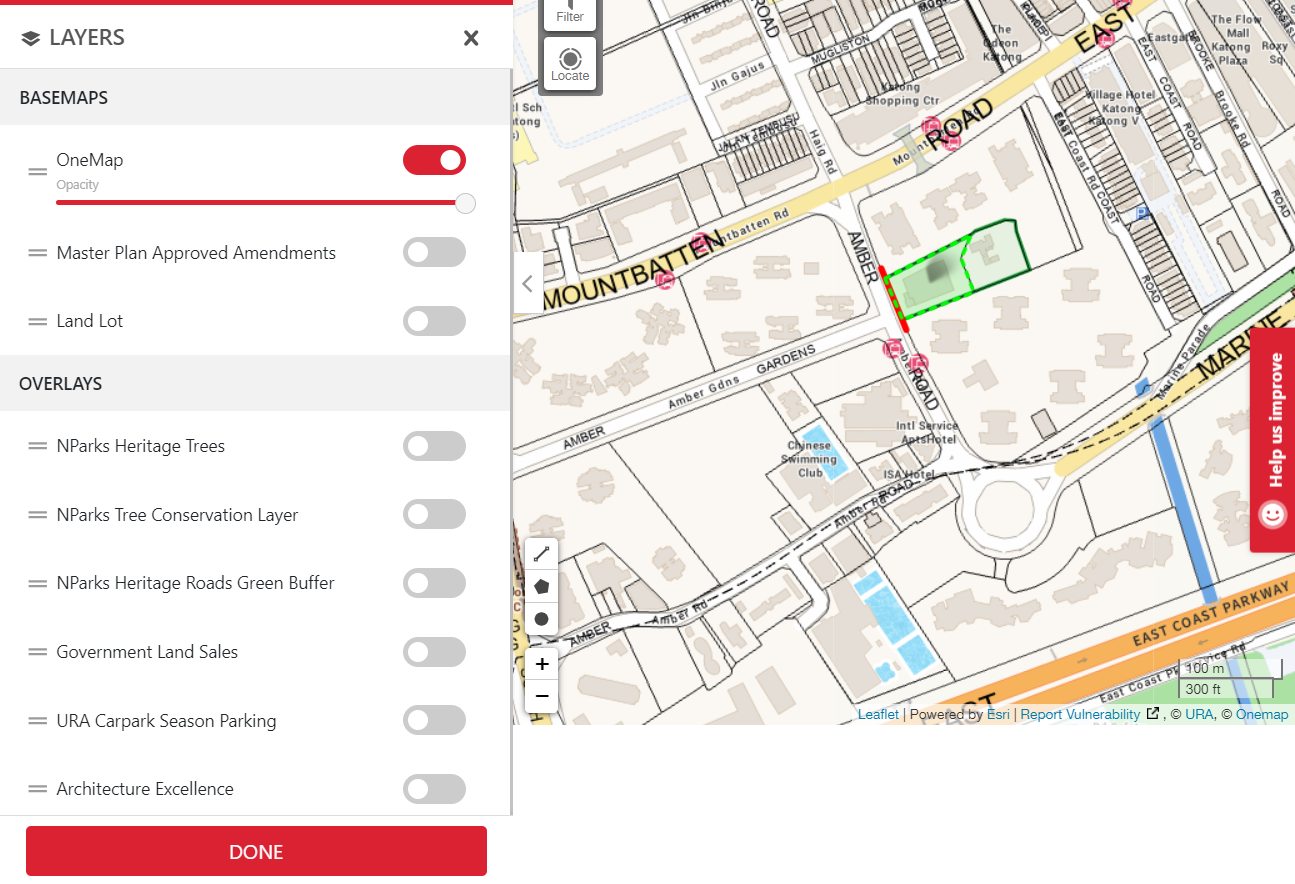 LAYERS
BASEMAPS
OneMap
Opacity
Master Plan Approved Amendments
Land Lot
OVERLAYS
NParks Heritage Trees
NParks Tree Conservation Layer
NParks Heritage Roads Green Buffer
Government Land Sales
URA Carpark Season Parking
Architecture Excellence
DONE
Filter
Locate
ROAD
MUGLISTON
Jln Gajus
JALAN TEMBUSU
Haig Rd
Katong
Shopping Ctr
The
Odeon
Katong
EAST
Eastgate
The Flow
Mall
Katong
Plaza
Roxy
Sq
BROOKE
EAST
COAST
ROAD
Brooke Rd
ROAD
Village Hotel
Katong
Katong V
East Coast Rd
COAST
ROAD
ROAD
MOUNTBATTEN
Mountbatten Rd
AMBER
ROAD
GARDENS
Amber Gdns
AMBER
Chinese
Swimming
Club
Intl Service
AptsHotel
ISA Hotel
ROAD
Amber Rd
Amber Rd
AMBER
Marine Parade
MARINE
Help us improve
EAST COAST PARKWAY
100 m
300 ft
Leaflet | Powered by Esri | Report Vulnerability , © URA, © Onemap